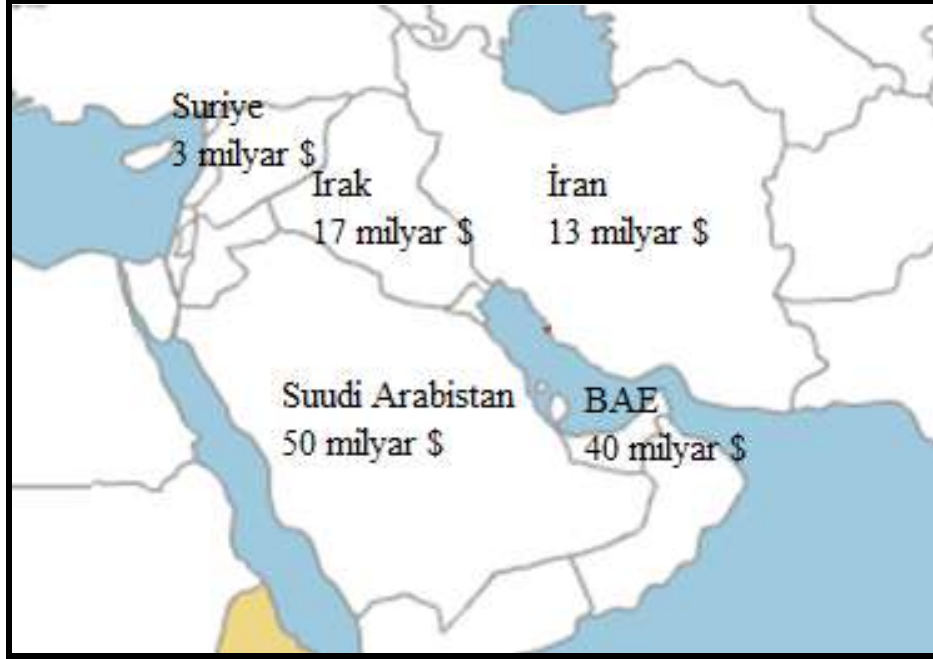 Suriye
3 milyar $
Irak
17 milyar $
İran
13 milyar $
Suudi Arabistan
50 milyar $
BAE
40 milyar $